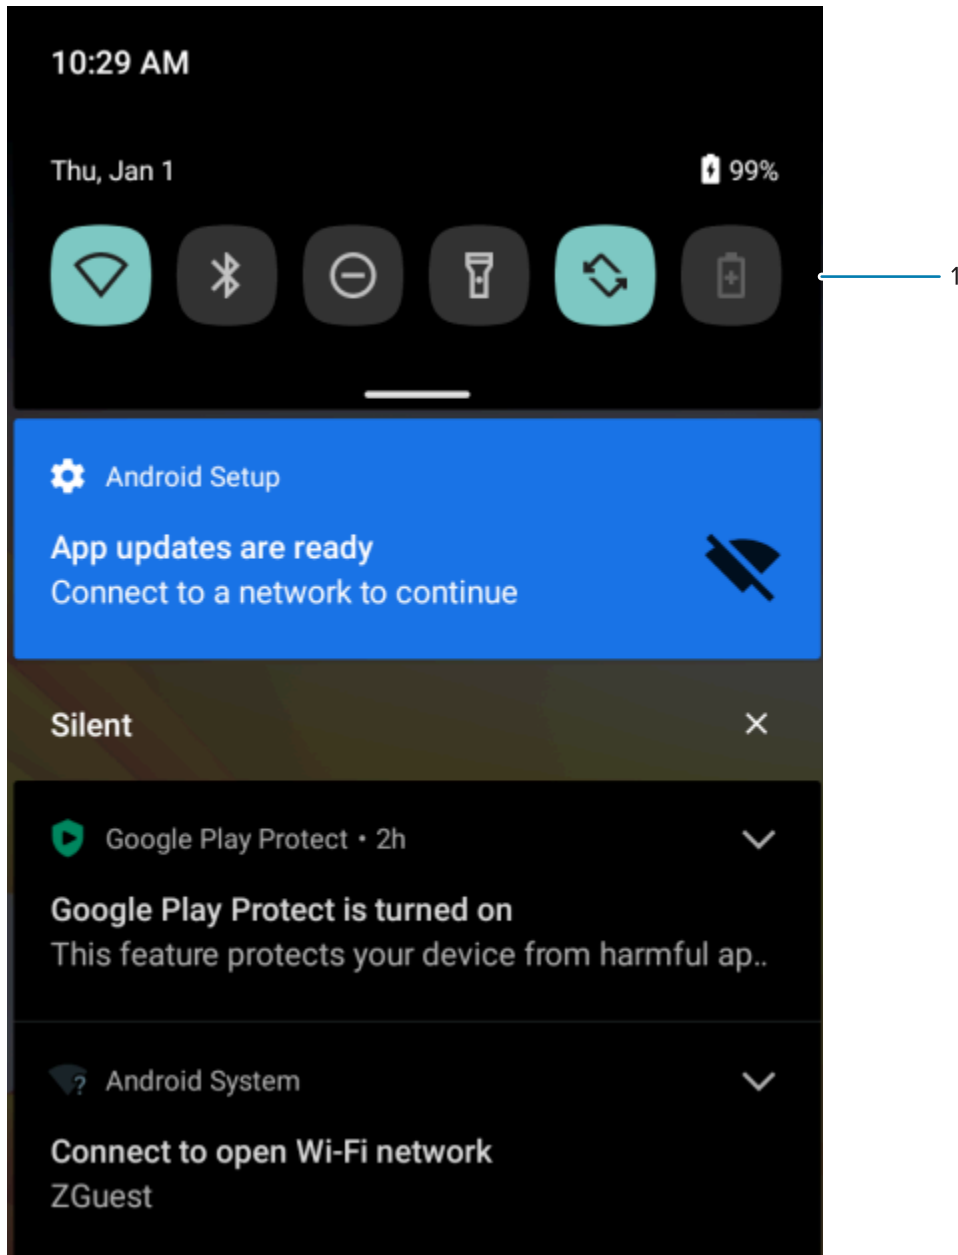 10:29 AM
Thu, Jan 1
99%
1
Android Setup
App updates are ready
Connect to a network to continue
Silent
Google Play Protect • 2h
Google Play Protect is turned on
This feature protects your device from harmful ap..
? Android System
Connect to open Wi-Fi network
ZGuest